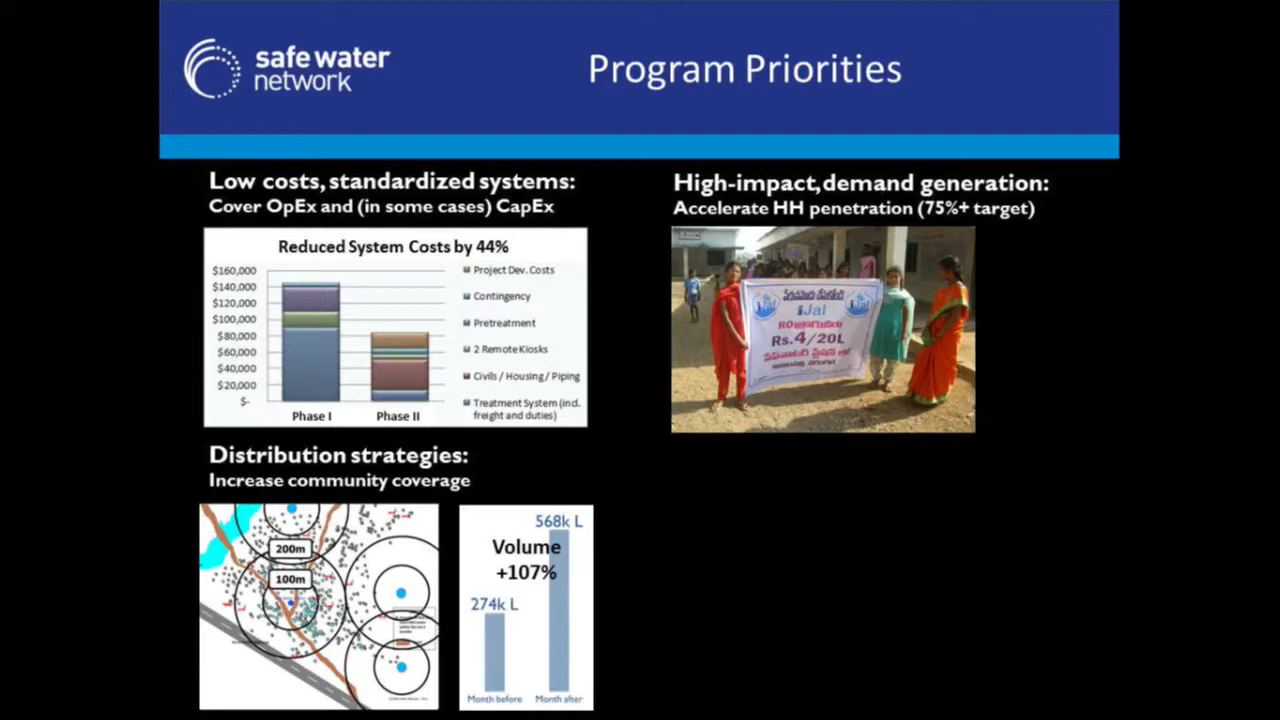 safe water
network
Program Priorities
Low costs, standardized systems:
Cover OpEx and (in some cases) CapEx
Reduced System Costs by 44%
$160,000
$140,000
$120,000
$100,000
$80,000
$60,000
$40,000
$20,000
$-
Phase I
Phase II
Project Dev. Costs
Contingency
Pretreatment
2 Remote Kiosks
Civils / Housing / Piping
Treatment System (incl.
freight and duties)
High-impact, demand generation:
Accelerate HH penetration (75%+ target)
iJal
Rs.4/20L
Distribution strategies:
Increase community coverage
200m
100m
568k L
Volume
+107%
274k L
Month before
Month after